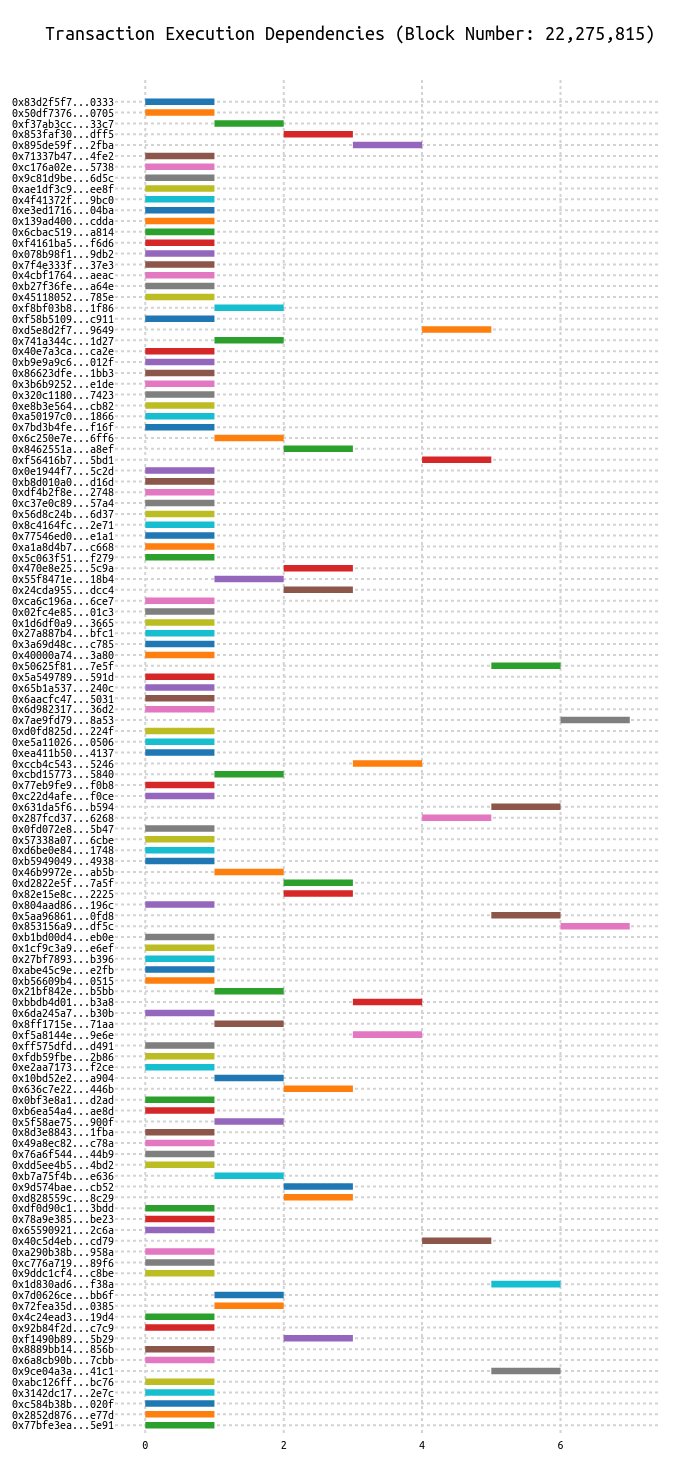 Transaction Execution Dependencies (Block Number: 22,275,815)
0x83d2f5f7...0333
0x50df7376...0705
0xf37ab3cc...33c7
0x853faf30...dff5
0x895de59f...2fba
0x71337b47...4fe2
0xc176a02e...5738
0x9c81d9be...6d5c
0xae1df3c9...ee8f
0x4f41372f...9bc0
0xe3ed1716...04ba
0x139ad400...cdda
0x6cbac519...a814
0xf4161ba5...f6d6
0x078b98f1...9db2
0x7f4e333f...37e3
0x4cbf1764...aeac
0xb27f36fe...a64e
0x45118052...785e
0xf8bf03b8...1f86
0xf58b5109...c911
0xd5e8d2f7...9649
0x741a344c...1d27
0x40e7a3ca...ca2e
0xb9e9a9c6...012f
0x86623dfe...1bb3
0x3b6b9252...e1de
0x320c1180...7423
0xe8b3e564...cb82
0xa50197c0...1866
0x7bd3b4fe...f16f
0x6c250e7e...6ff6
0x8462551a...a8ef
0xf56416b7...5bd1
0x0e1944f7...5c2d
0xb8d010a0...d16d
0xdf4b2f8e...2748
0xc37e0c89...57a4
0x56d8c24b...6d37
0x8c4164fc...2e71
0x77546ed0...e1a1
0xa1a8d4b7...c668
0x5c063f51...f279
0x470e8e25...5c9a
0x55f8471e...18b4
0x24cda955...dcc4
0xca6c196a...6ce7
0x02fc4e85...01c3
0x1d6df0a9...3665
0x27a887b4...bfc1
0x3a69d48c...c785
0x40000a74...3a80
0x50625f81...7e5f
0x5a549789...591d
0x65b1a537...240c
0x6aacfc47...5031
0x6d982317...36d2
0x7ae9fd79...8a53
0xd0fd825d...224f
0xe5a11026...0506
0xea411b50...4137
0xccb4c543...5246
0xcbd15773...5840
0x77eb9fe9...f0b8
0xc22d4afe...f0ce
0x631da5f6...b594
0x287fcd37...6268
0x0fd072e8...5b47
0x57338a07...6cbe
0xd6be0e84...1748
0xb5949049...4938
0x46b9972e...ab5b
0xd2822e5f...7a5f
0x82e15e8c...2225
0x804aad86...196c
0x5aa96861...0fd8
0x853156a9...df5c
0xb1bd00d4...eb0e
0x1cf9c3a9...e6ef
0x27bf7893...b396
0xabe45c9e...e2fb
0xb56609b4...0515
0x21bf842e...b5bb
0xbbdb4d01...b3a8
0x6da245a7...b30b
0x8ff1715e...71aa
0xf5a8144e...9e6e
0xff575dfd...d491
0xfdb59fbe...2b86
0xe2aa7173...f2ce
0x10bd52e2...a904
0x636c7e22...446b
0x0bf3e8a1...d2ad
0xb6ea54a4...ae8d
0x5f58ae75...900f
0x8d3e8843...1fba
0x49a8ec82...c78a
0x76a6f544...44b9
0xdd5ee4b5...4bd2
0xb7a75f4b...e636
0x9d574bae...cb52
0xd828559c...8c29
0xdf0d90c1...3bdd
0x78a9e385...be23
0x65590921...2c6a
0x40c5d4eb...cd79
0xa290b38b...958a
0xc776a719...89f6
0x9ddc1cf4...c8be
0x1d830ad6...f38a
0x7d0626ce...bb6f
0x72fea35d...0385
0x4c24ead3...19d4
0x92b84f2d...c7c9
0xf1490b89...5b29
0x8889bb14...856b
0x6a8cb90b...7cbb
0x9ce04a3a...41c1
0xabc126ff...bc76
0x3142dc17...2e7c
0xc584b38b...020f
0x2852d876...e77d
0x77bfe3ea...5e91
0 2 4 6